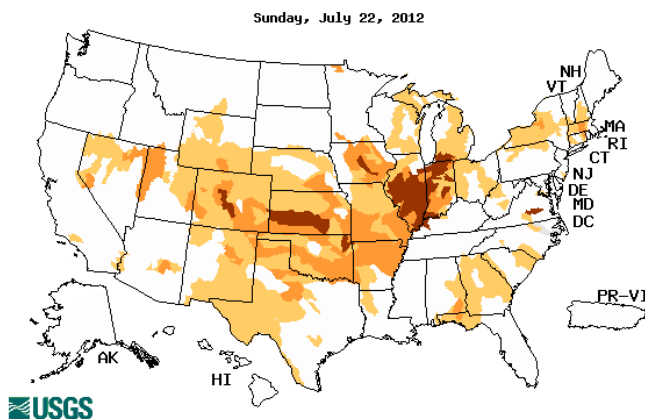 Sunday, July 22, 2012
NH
VT
MA
RI
CT
NJ
DE
MD
DC
PR-VI
AK
HI
USGS